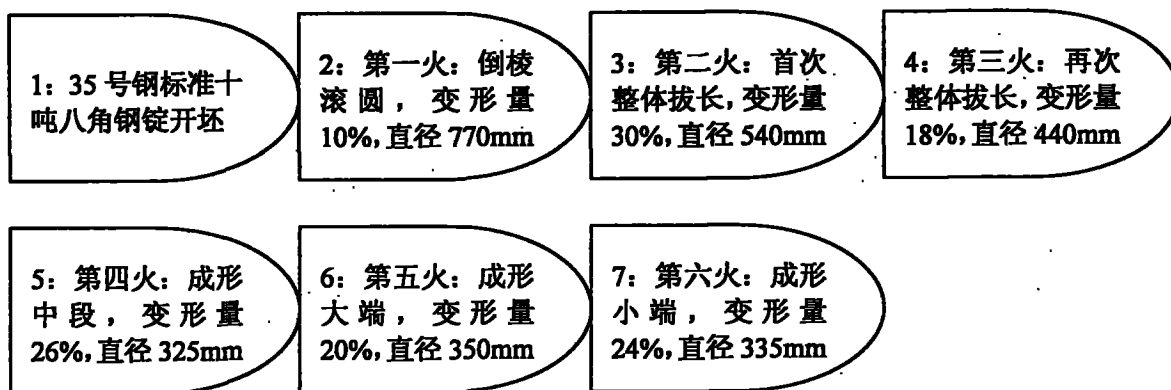 1：35 号钢标准十
吨八角钢锭开坯
2：第一火：倒棱
滚圆，变形量
10%，直径 770mm
3：第二火：首次
整体拔长，变形量
30%，直径 540mm
4：第三火：再次
整体拔长，变形量
18%，直径 440mm
5：第四火：成形
中段，变形量
26%，直径 325mm
6：第五火：成形
大端，变形量
20%，直径 350mm
7：第六火：成形
小端，变形量
24%，直径 335mm